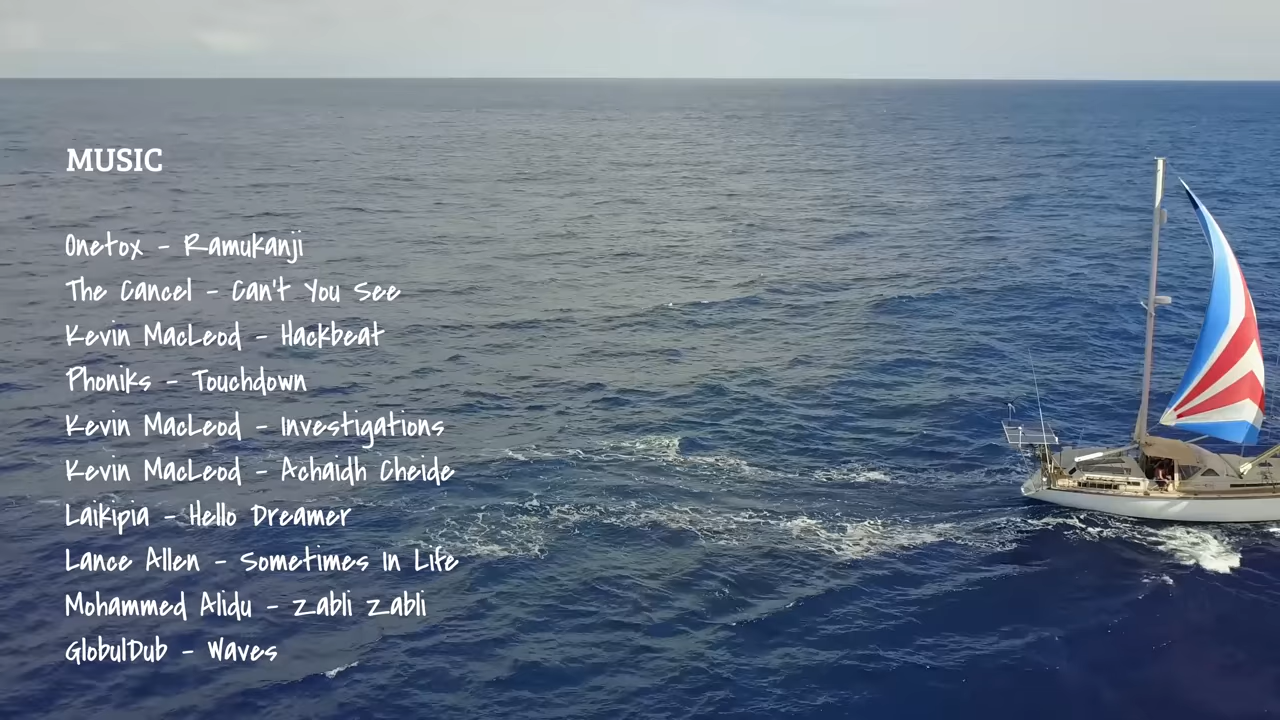 MUSIC
Onetox - Ramukanji
The Cancel - Can't You See
Kevin MacLeod - Hackbeat
Phoniks - Touchdown
Kevin MacLeod - Investigations
Kevin MacLeod - Achaidh Cheide
Laikipia - Hello Dreamer
Lance Allen - Sometimes In Life
Mohammed Alidu - Zabli Zabli
GlobulDub - Waves